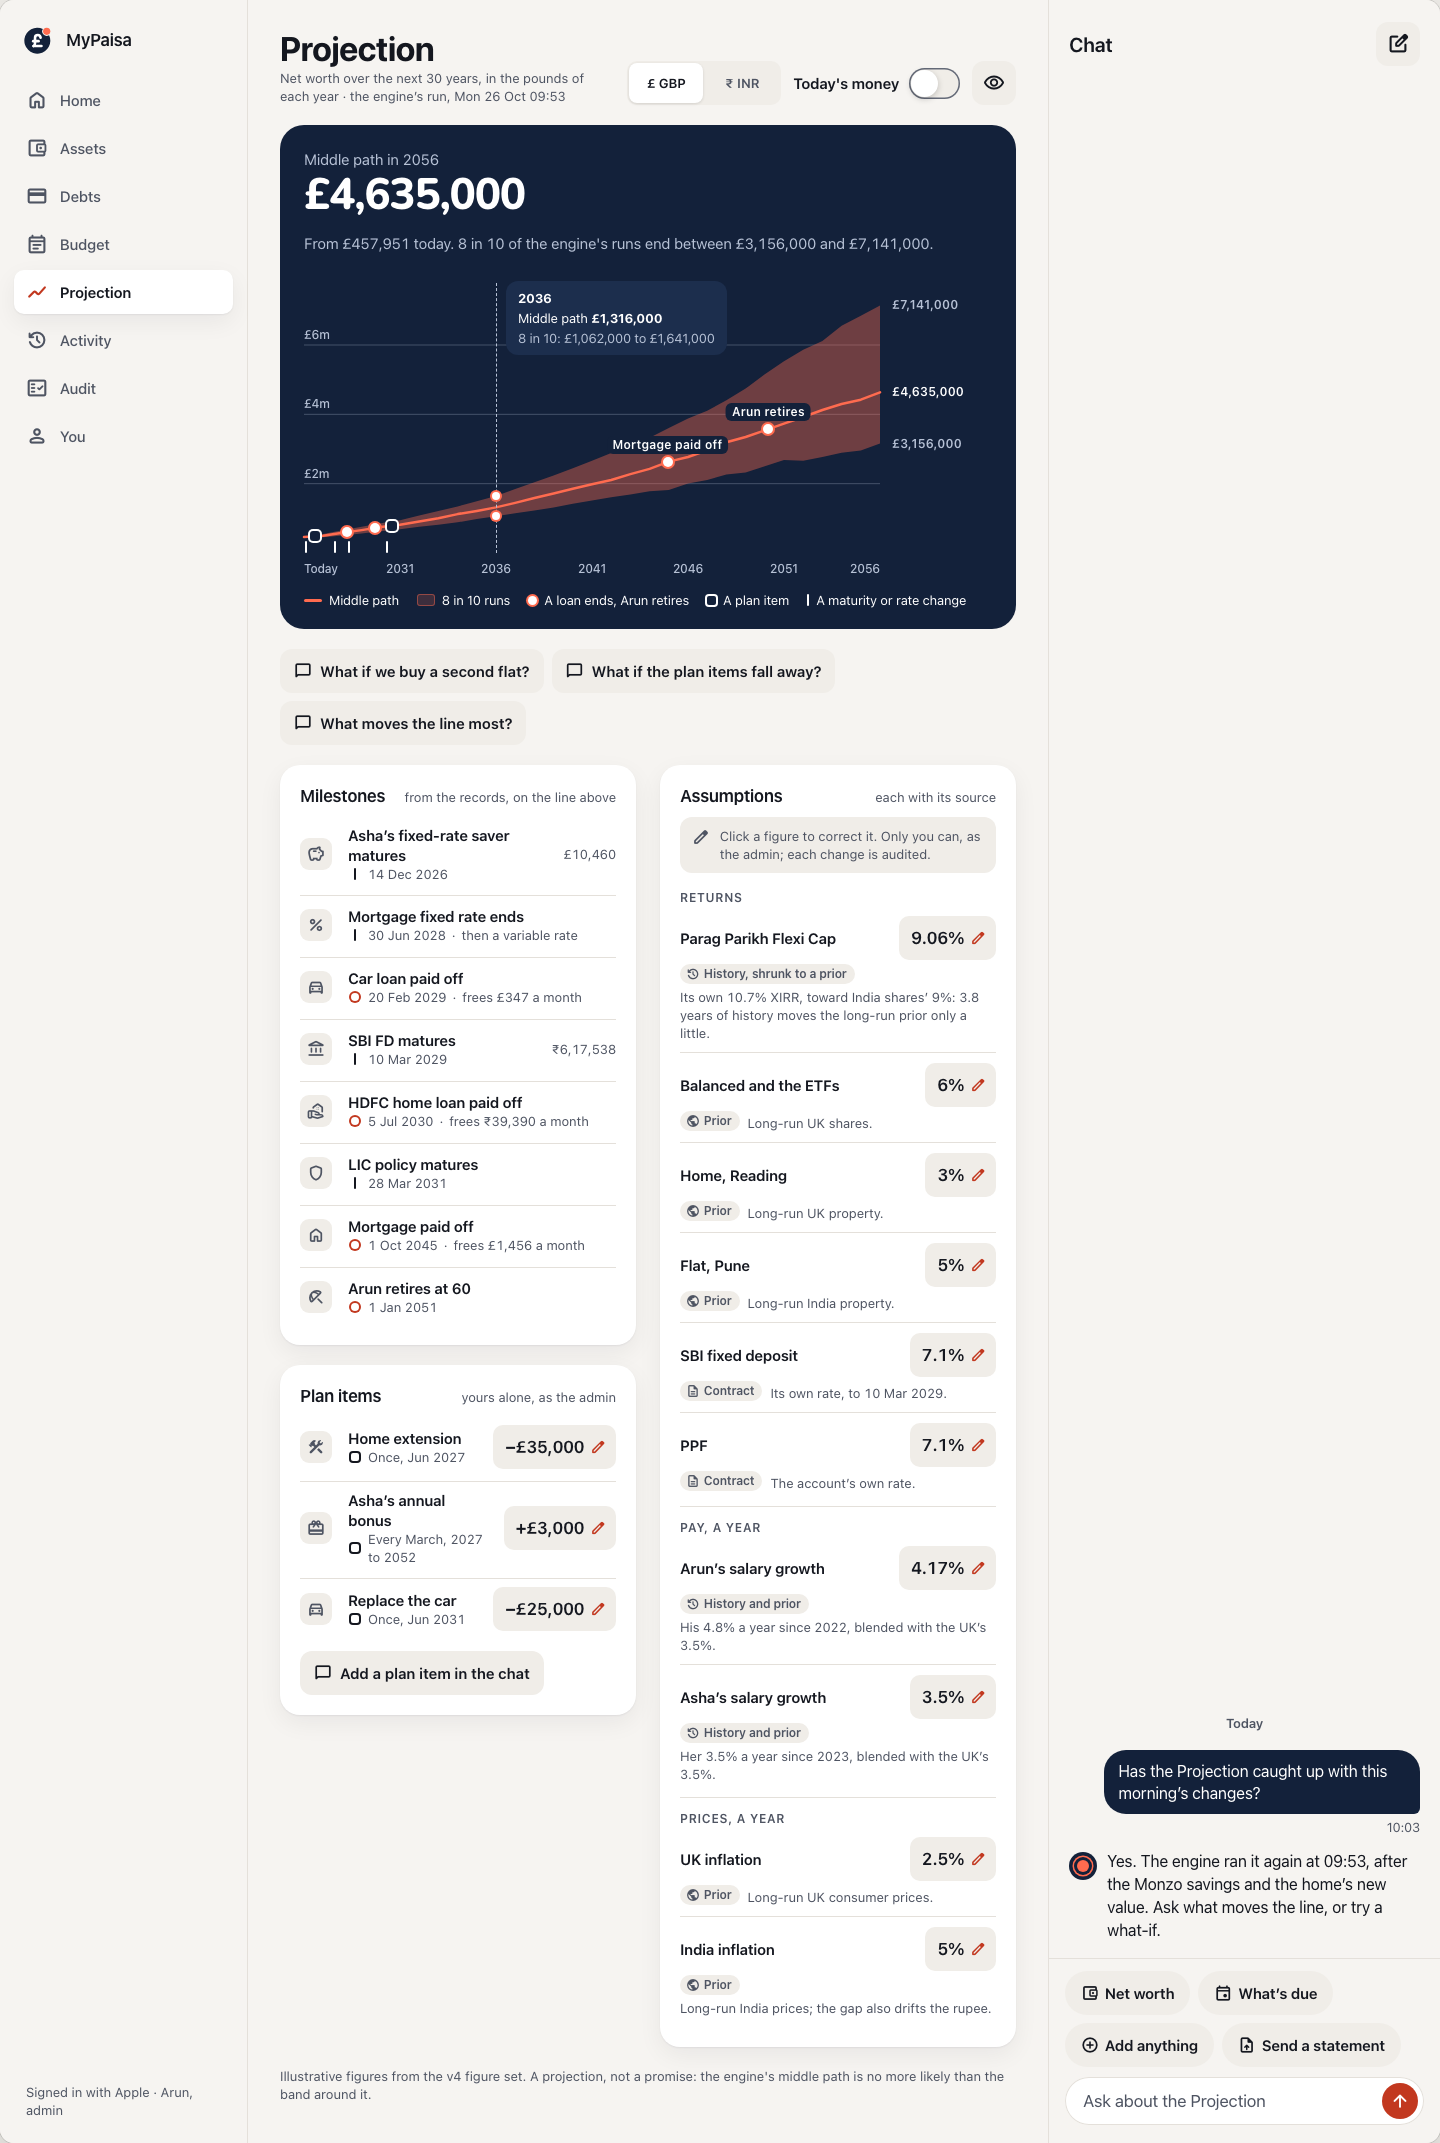 MyPaisa
Home
Assets
Debts
Budget
Projection
Activity
Audit
You
Signed in with Apple · Arun,
admin
Projection
Net worth over the next 30 years, in the pounds of
each year · the engine's run, Mon 26 Oct 09:53
£ GBP
₹ INR
Today's money
Middle path in 2056
£4,635,000
From £457,951 today. 8 in 10 of the engine's runs end between £3,156,000 and £7,141,000.
2036
Middle path £1,316,000
8 in 10: £1,062,000 to £1,641,000
£6m
£4m
£2m
£7,141,000
£4,635,000
£3,156,000
Arun retires
Mortgage paid off
Today
2031
2036
2041
2046
2051
2056
Middle path
8 in 10 runs
A loan ends, Arun retires
A plan item
A maturity or rate change
What if we buy a second flat?
What if the plan items fall away?
What moves the line most?
Milestones
from the records, on the line above
Asha's fixed-rate saver
matures
14 Dec 2026
£10,460
Mortgage fixed rate ends
30 Jun 2028 · then a variable rate
Car loan paid off
20 Feb 2029 · frees £347 a month
SBI FD matures
10 Mar 2029
₹6,17,538
HDFC home loan paid off
5 Jul 2030 · frees ₹39,390 a month
LIC policy matures
28 Mar 2031
Mortgage paid off
1 Oct 2045 · frees £1,456 a month
Arun retires at 60
1 Jan 2051
Plan items
yours alone, as the admin
Home extension
Once, Jun 2027
−£35,000
Asha's annual
bonus
Every March, 2027
to 2052
+£3,000
Replace the car
Once, Jun 2031
−£25,000
Add a plan item in the chat
Assumptions
each with its source
Click a figure to correct it. Only you can, as
the admin; each change is audited.
RETURNS
Parag Parikh Flexi Cap
9.06%
History, shrunk to a prior
Its own 10.7% XIRR, toward India shares' 9%: 3.8
years of history moves the long-run prior only a
little.
Balanced and the ETFs
6%
Prior
Long-run UK shares.
Home, Reading
3%
Prior
Long-run UK property.
Flat, Pune
5%
Prior
Long-run India property.
SBI fixed deposit
7.1%
Contract
Its own rate, to 10 Mar 2029.
PPF
7.1%
Contract
The account's own rate.
PAY, A YEAR
Arun's salary growth
4.17%
History and prior
His 4.8% a year since 2022, blended with the UK's
3.5%.
Asha's salary growth
3.5%
History and prior
Her 3.5% a year since 2023, blended with the UK's
3.5%.
PRICES, A YEAR
UK inflation
2.5%
Prior
Long-run UK consumer prices.
India inflation
5%
Prior
Long-run India prices; the gap also drifts the rupee.
Illustrative figures from the v4 figure set. A projection, not a promise: the engine's middle path is no more likely than the
band around it.
Chat
Today
Has the Projection caught up with this
morning's changes?
10:03
Yes. The engine ran it again at 09:53, after
the Monzo savings and the home's new
value. Ask what moves the line, or try a
what-if.
Net worth
What's due
Add anything
Send a statement
Ask about the Projection